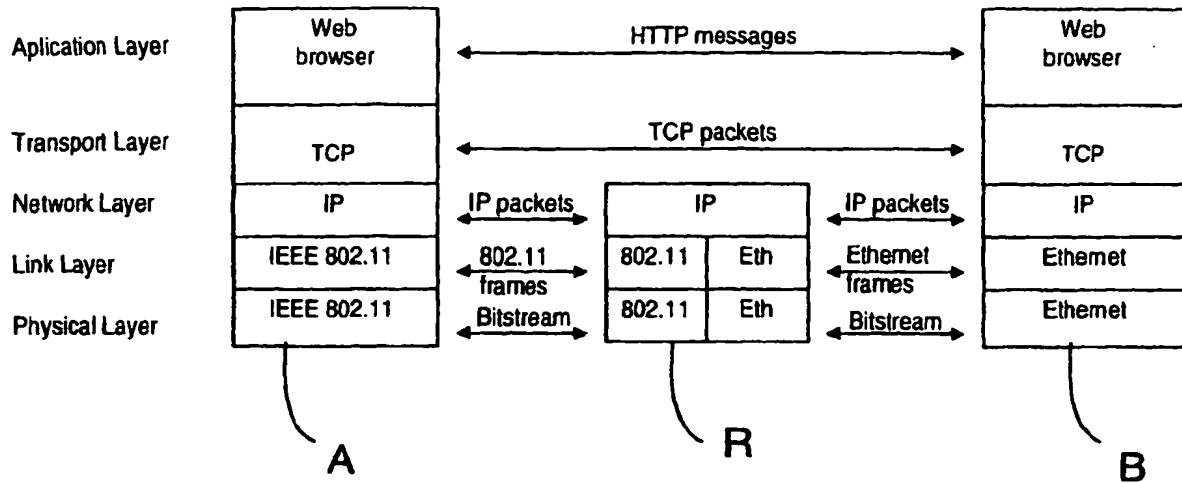 Aplication Layer
Web
browser
HTTP messages
Web
browser
Transport Layer
TCP
TCP packets
TCP
Network Layer
IP
IP packets
IP
IP packets
IP
Link Layer
IEEE 802.11
802.11
frames
802.11
Eth
Ethernet
frames
Ethernet
Physical Layer
IEEE 802.11
Bitstream
802.11
Eth
Bitstream
Ethernet
A
R
B